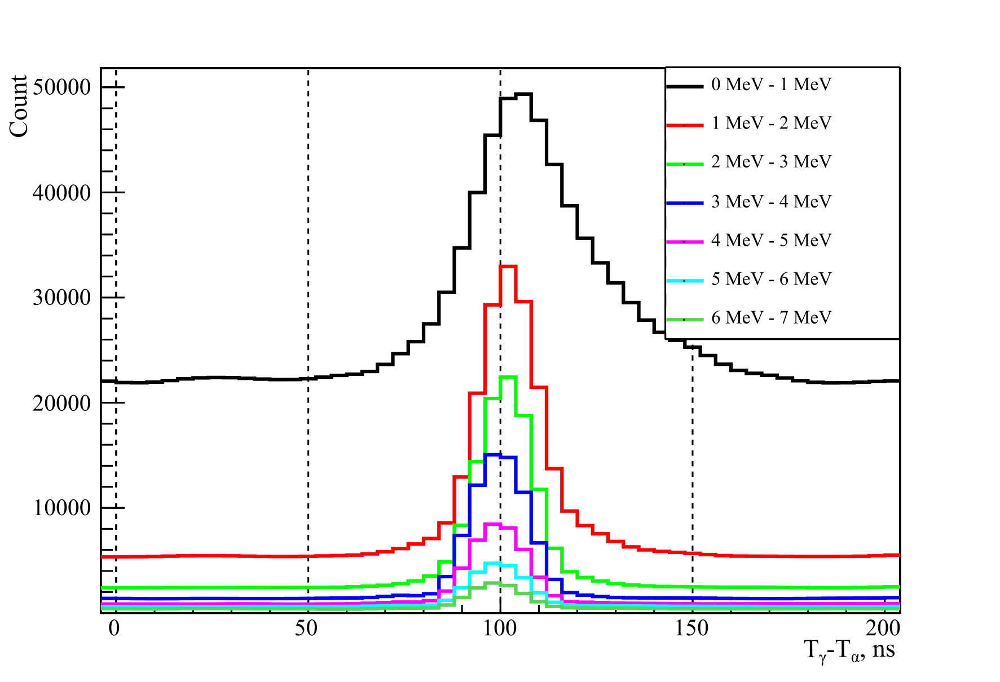 Count
50000
40000
30000
20000
10000
0 MeV - 1 MeV
1 MeV - 2 MeV
2 MeV - 3 MeV
3 MeV - 4 MeV
4 MeV - 5 MeV
5 MeV - 6 MeV
6 MeV - 7 MeV
0 50 100 150 200
Tγ-Tα, ns